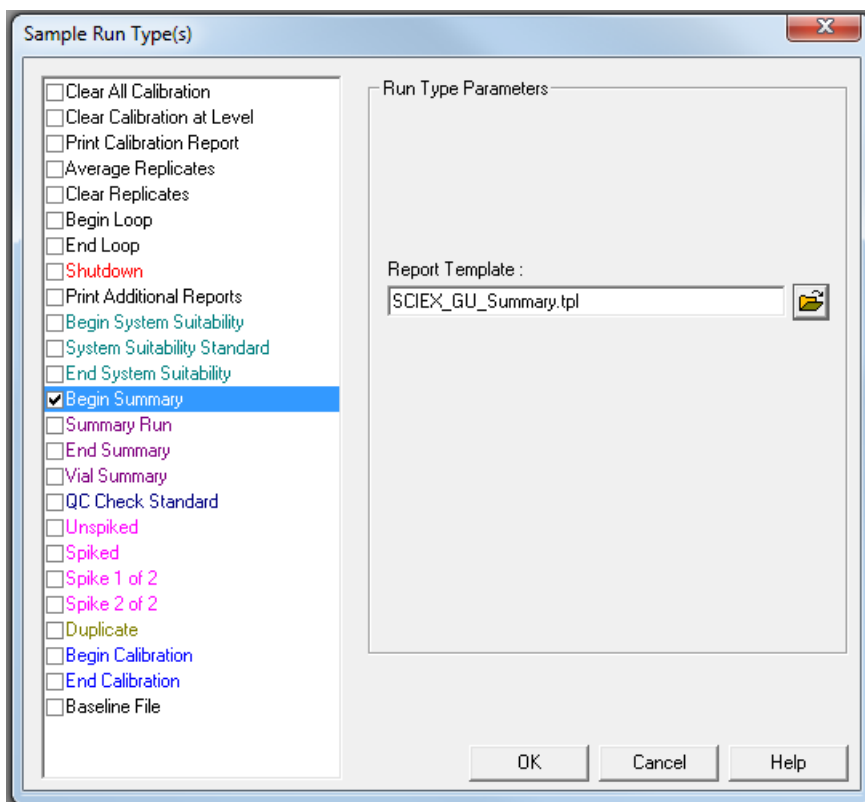 Sample Run Type(s)
Clear All Calibration
Clear Calibration at Level
Print Calibration Report
Average Replicates
Clear Replicates
Begin Loop
End Loop
Shutdown
Print Additional Reports
Begin System Suitability
System Suitability Standard
End System Suitability
Begin Summary
Summary Run
End Summary
Vial Summary
QC Check Standard
Unspiked
Spiked
Spike 1 of 2
Spike 2 of 2
Duplicate
Begin Calibration
End Calibration
Baseline File
Run Type Parameters
Report Template :
SCIEX_GU_Summary.tpl
OK
Cancel
Help